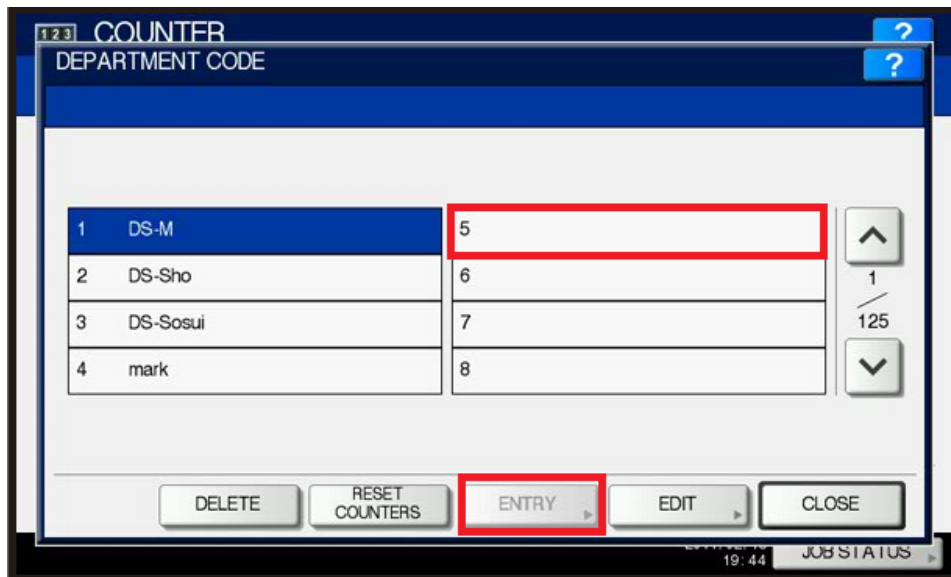 123 COUNTER ?
DEPARTMENT CODE ?
1 DS-M
5
2 DS-Sho
6
3 DS-Sosui
7
4 mark
8
1
125
DELETE
RESET
COUNTERS
ENTRY
EDIT
CLOSE
19:44
JOB STATUS